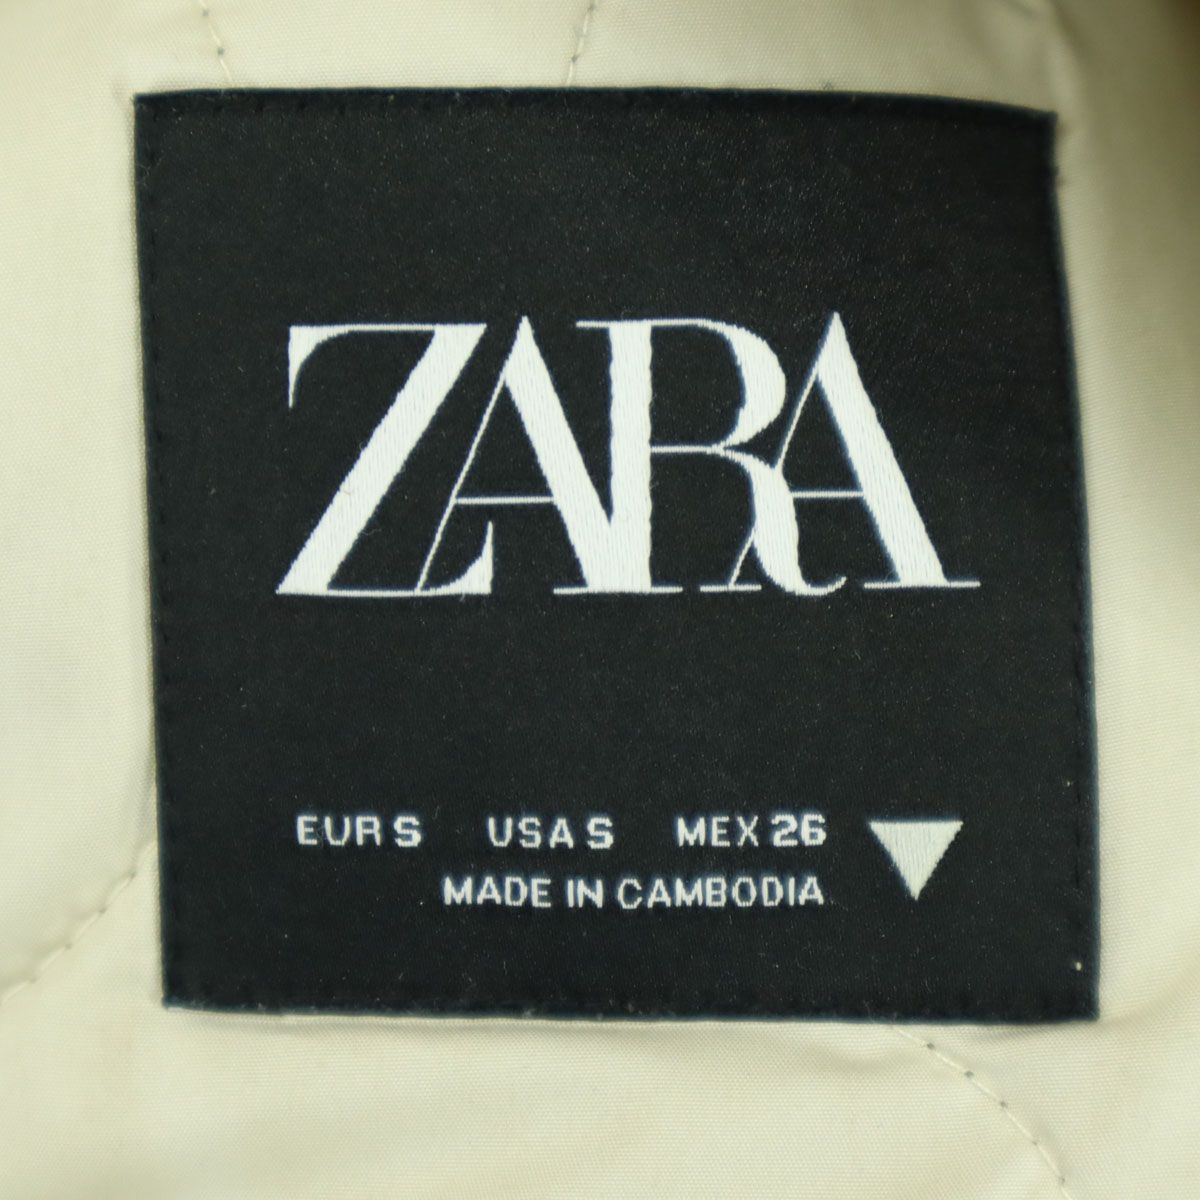 ZARA
EUR S USA S MEX 26
MADE IN CAMBODIA